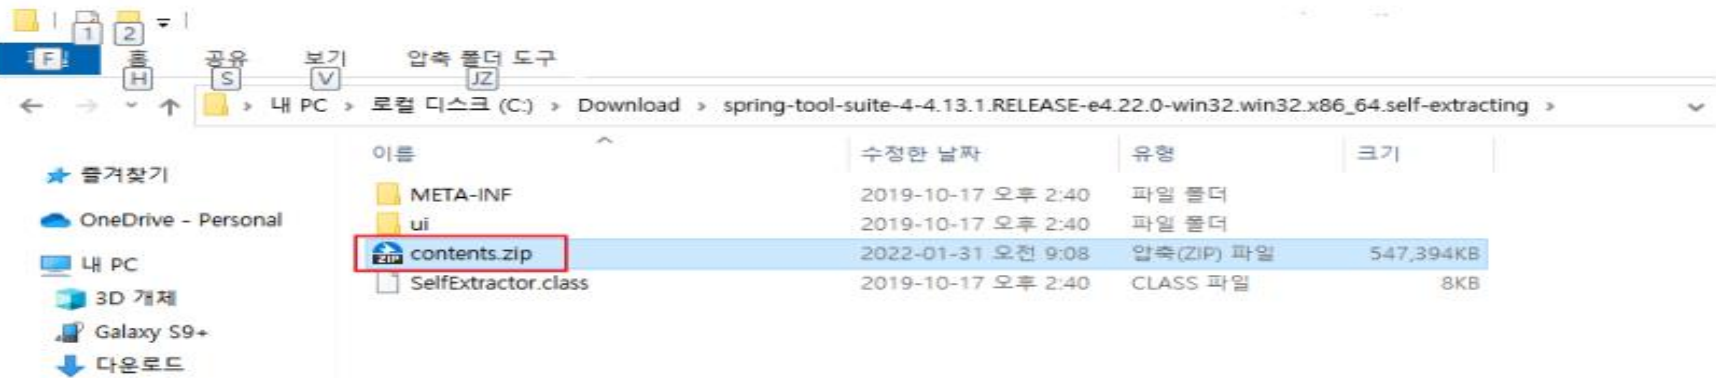 1 2
F
홈 공유 보기 압축 폴더 도구
H S V JZ
내 PC > 로컬 디스크 (C:) > Download > spring-tool-suite-4-4.13.1.RELEASE-e4.22.0-win32.win32.x86_64.self-extracting >
이름 수정한 날짜 유형 크기
즐겨찾기
META-INF 2019-10-17 오후 2:40 파일 폴더
OneDrive - Personal
ui 2019-10-17 오후 2:40 파일 폴더
ZIP contents.zip 2022-01-31 오전 9:08 압축(ZIP) 파일 547,394KB
내 PC
SelfExtractor.class 2019-10-17 오후 2:40 CLASS 파일 8KB
3D 개체
Galaxy S9+
다운로드